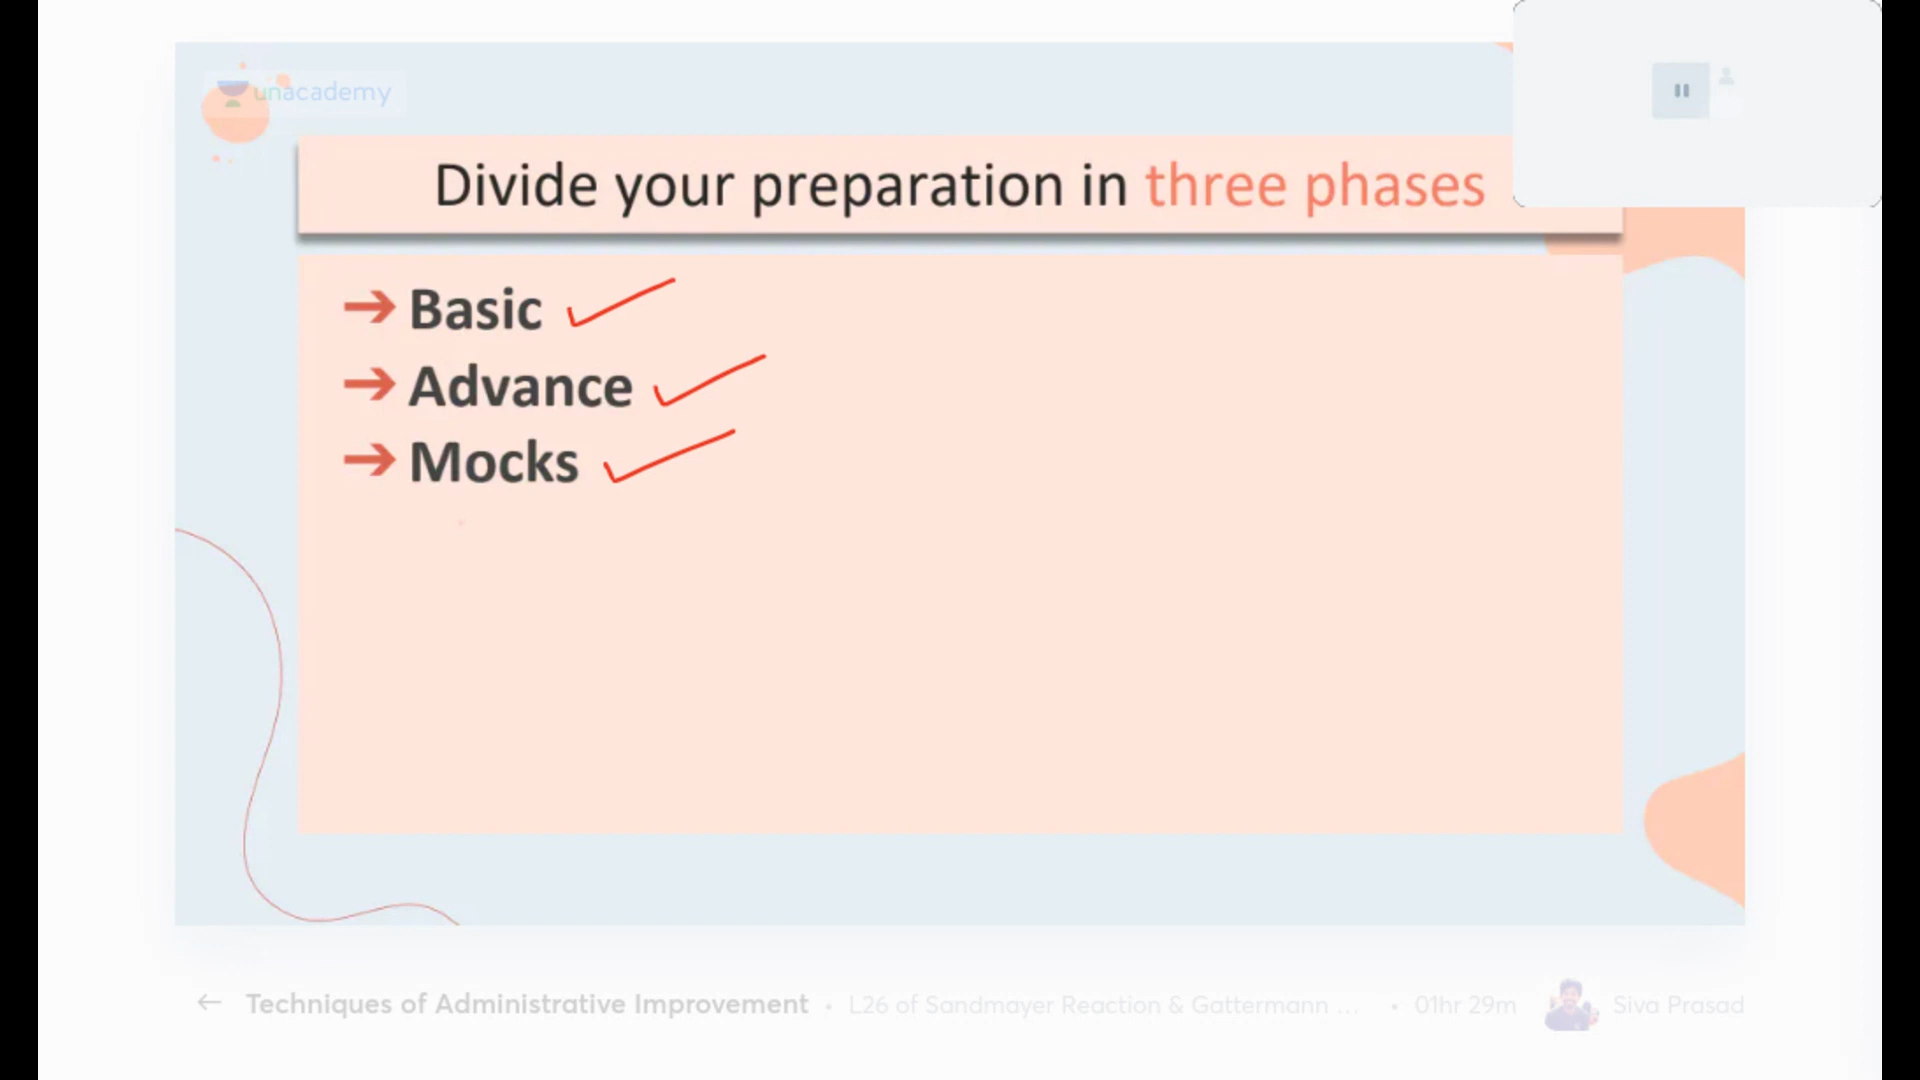 unacademy
Divide your preparation in three phases
➔ Basic
➔ Advance
➔ Mocks
← Techniques of Administrative Improvement • L26 of Sandmayer Reaction & Gattermann ... • 01hr 29m Siva Prasad